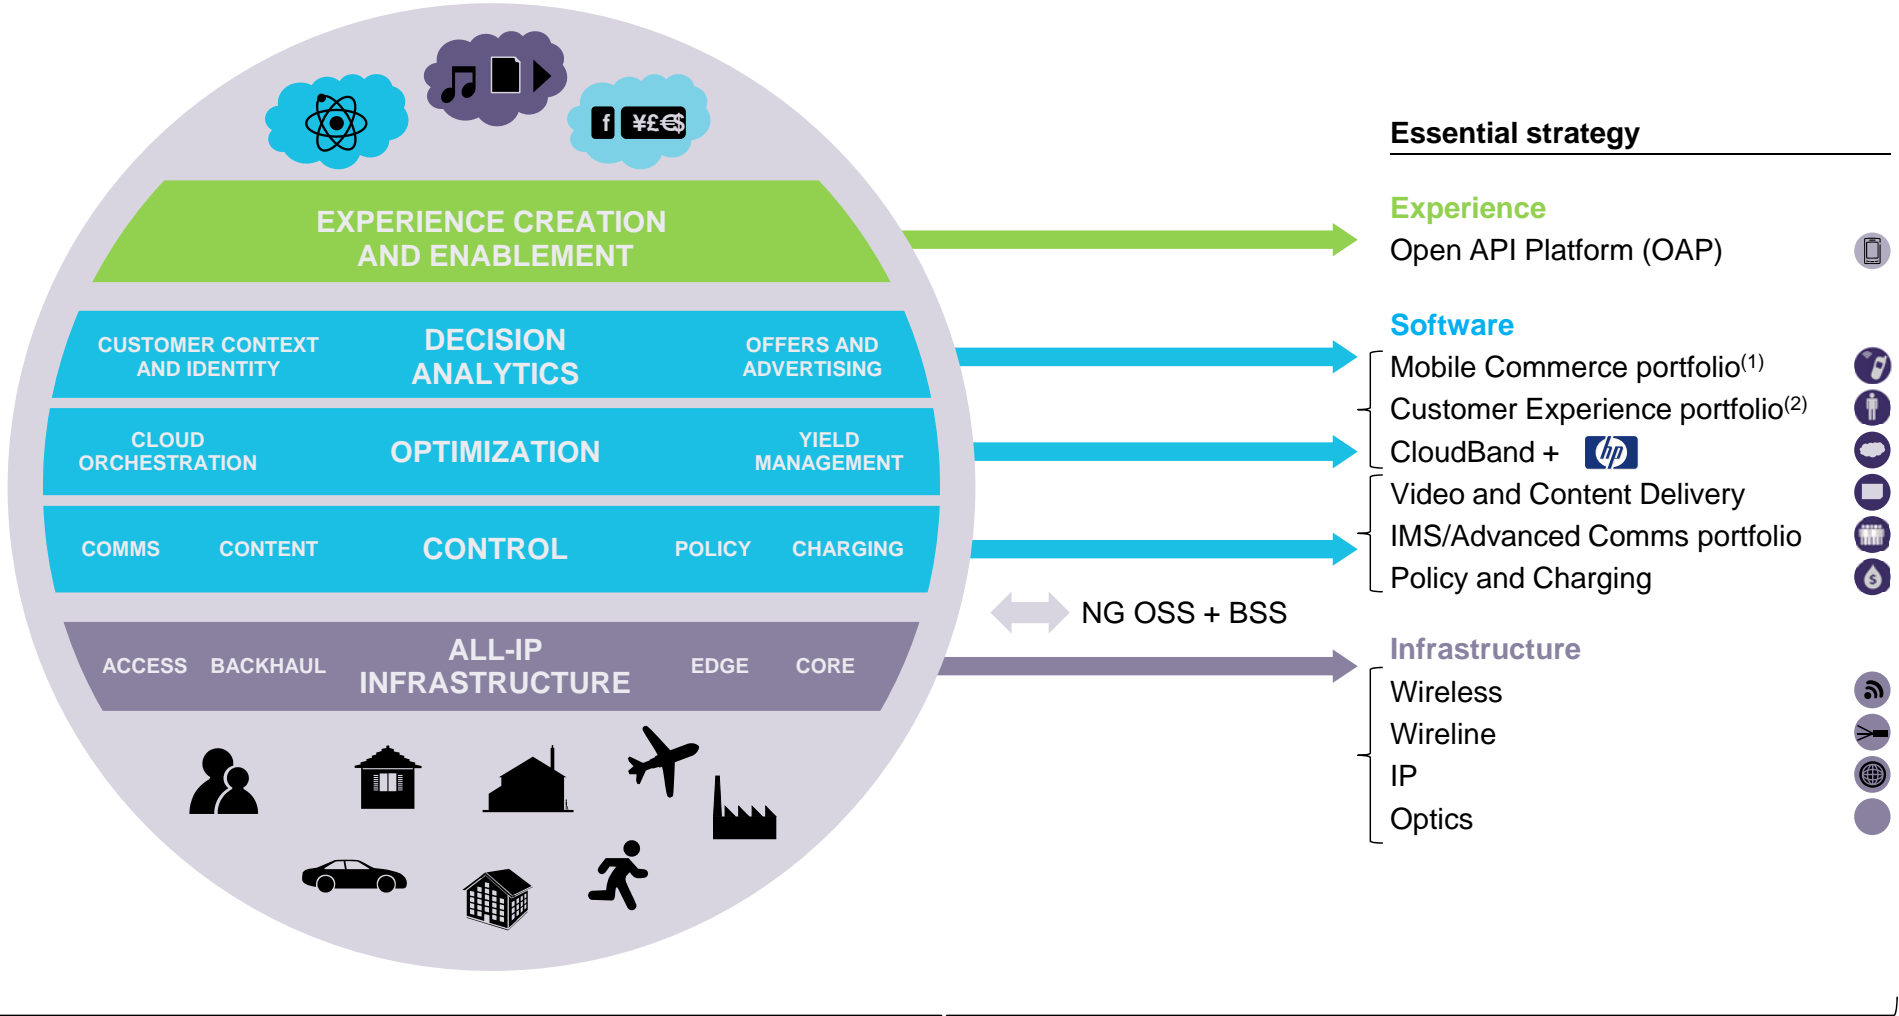 f ¥£€$
EXPERIENCE CREATION
AND ENABLEMENT
CUSTOMER CONTEXT
AND IDENTITY
DECISION
ANALYTICS
OFFERS AND
ADVERTISING
CLOUD
ORCHESTRATION
OPTIMIZATION
YIELD
MANAGEMENT
COMMS CONTENT CONTROL POLICY CHARGING
ACCESS BACKHAUL
ALL-IP
INFRASTRUCTURE
EDGE CORE
NG OSS + BSS
Essential strategy
Experience
Open API Platform (OAP)
Software
Mobile Commerce portfolio(1)
Customer Experience portfolio(2)
CloudBand + hp
Video and Content Delivery
IMS/Advanced Comms portfolio
Policy and Charging
$
Infrastructure
Wireless
Wireline
IP
Optics